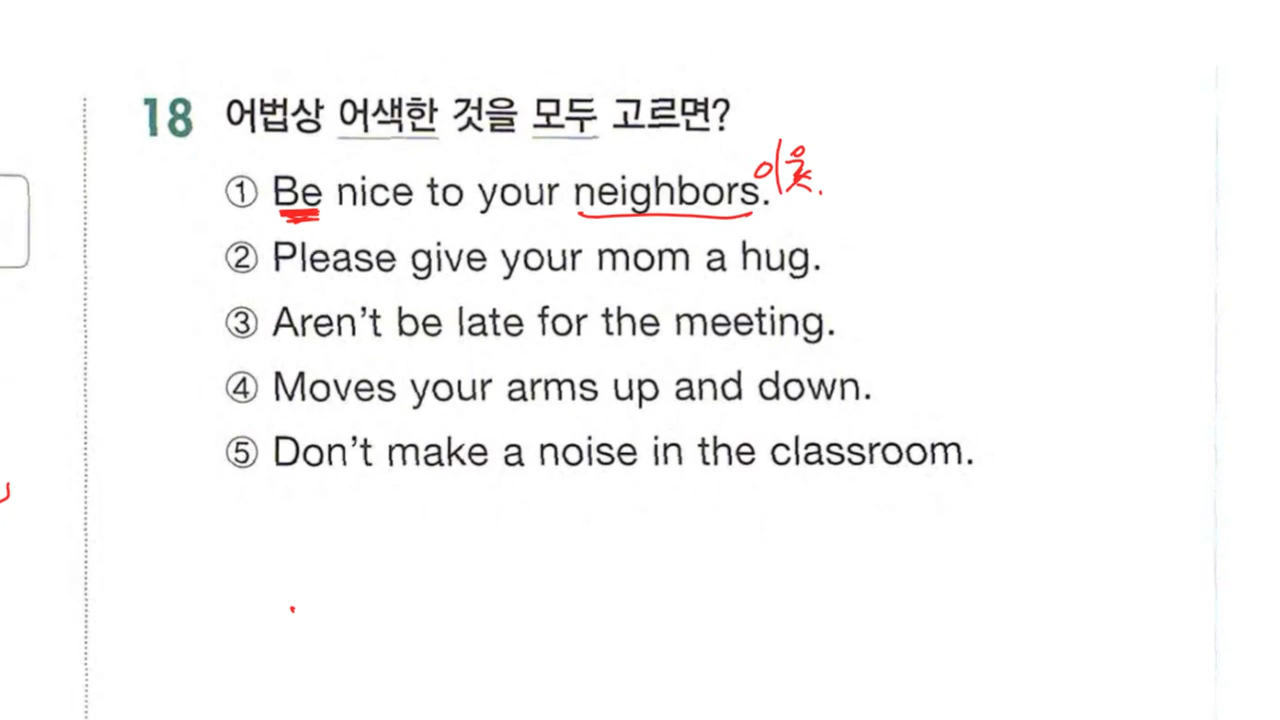 18 어법상 어색한 것을 모두 고르면?
① Be nice to your neighbors. 이웃.
② Please give your mom a hug.
③ Aren't be late for the meeting.
④ Moves your arms up and down.
⑤ Don't make a noise in the classroom.